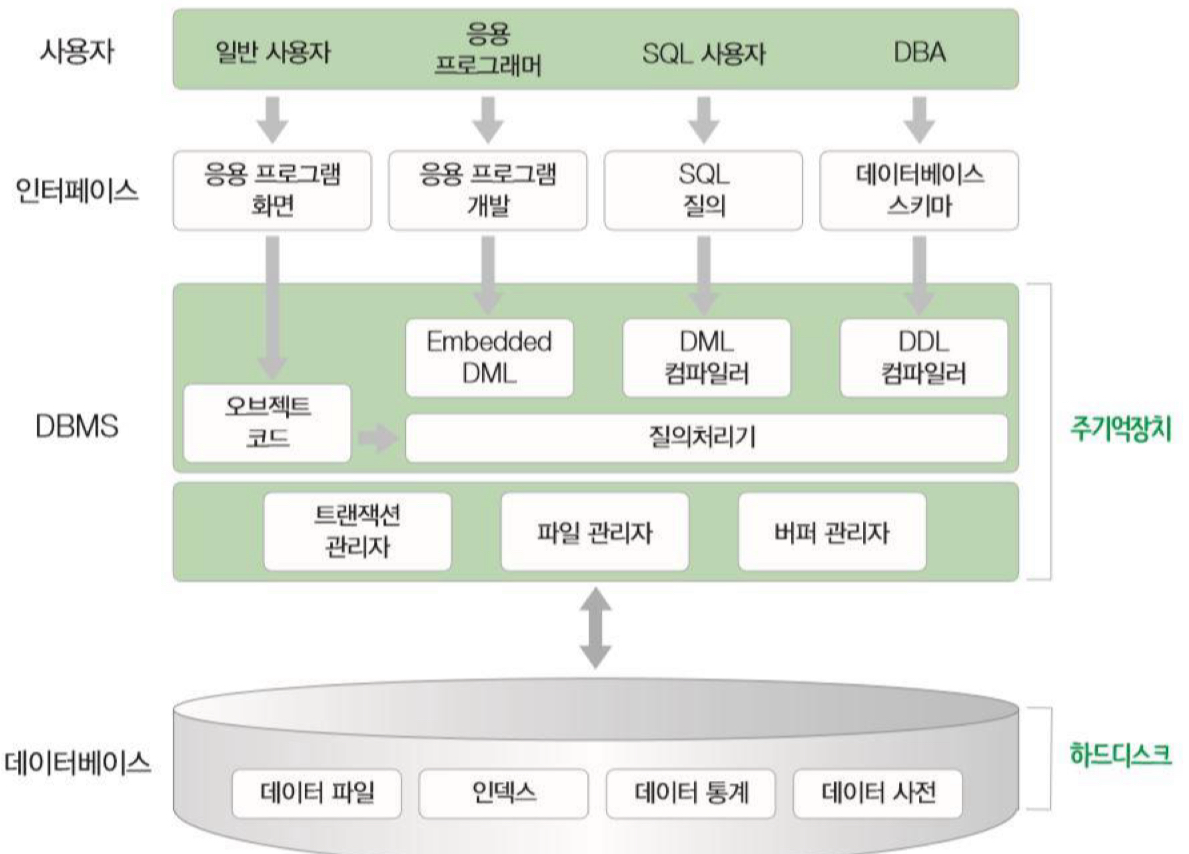 사용자
일반 사용자
응용
프로그래머
SQL 사용자
DBA
인터페이스
응용 프로그램
화면
응용 프로그램
개발
SQL
질의
데이터베이스
스키마
DBMS
Embedded
DML
DML
컴파일러
DDL
컴파일러
오브젝트
코드
질의처리기
주기억장치
트랜잭션
관리자
파일 관리자
버퍼 관리자
데이터베이스
하드디스크
데이터 파일
인덱스
데이터 통계
데이터 사전